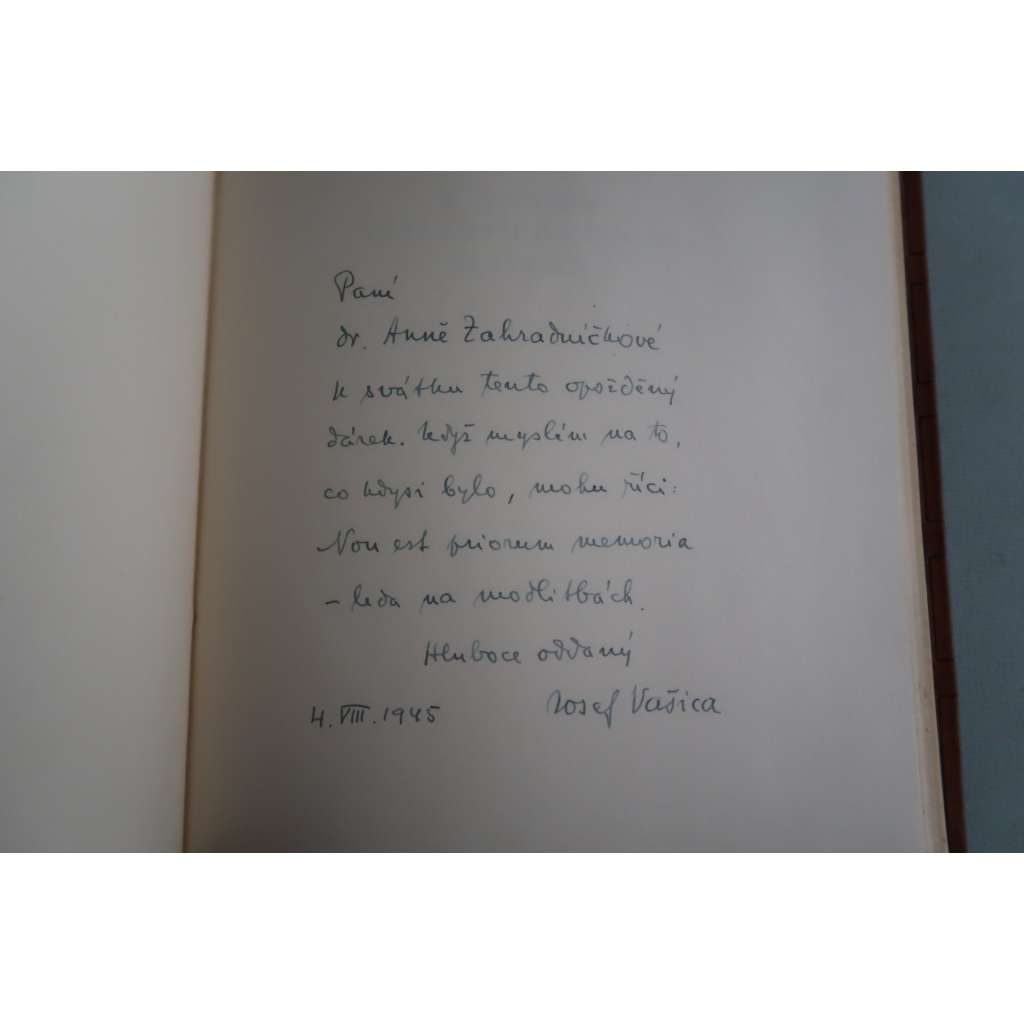 Paní
dr. Anně Zahradníčkové
k svátku tento opožděný
dárek. Když myslím na to,
co kdysi bylo, mohu říci:
Non est priorum memoria
– leda na modlitbách.
Hluboce oddaný
Josef Vašica
4. VIII. 1945